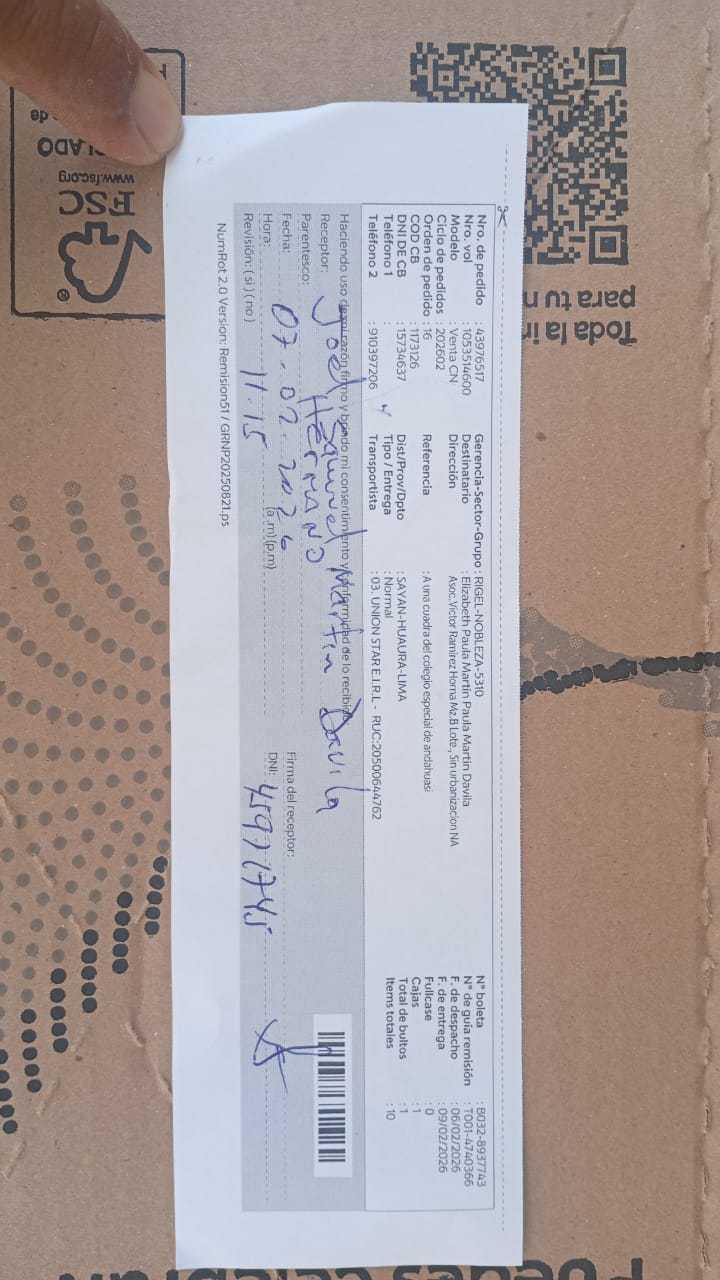 Nro. de pedido : 43976517
Nro. vol : 1053514600
Modelo : Venta CN
Ciclo de pedidos : 202602
Orden de pedido : 16
COD CB : 1173126
DNI DE CB : 15734637
Teléfono 1 :
Teléfono 2 : 910397206
Gerencia-Sector-Grupo : RIGEL-NOBLEZA-5310
Destinatario : Elizabeth Paula Martin Paula Martin Davila
Dirección : Asoc.Victor Ramirez Horna Mz.B Lote., Sin urbanizacion NA
Referencia : A una cuadra del colegio especial de andahuasi
Dist/Prov/Dpto : SAYAN-HUAURA-LIMA
Tipo / Entrega : Normal
Transportista : 03. UNION STAR E.I.R.L - RUC:20500644762
N° boleta : B032-8937743
N° de guía remisión : T001-4740366
F. de despacho : 06/02/2026
F. de entrega : 09/02/2026
Fullcase : 0
Cajas : 1
Total de bultos : 1
Items totales : 10
Haciendo uso de mi razón firmo y brindo mi consentimiento y conformidad de lo recibido
Receptor: Joel Samuel Martin Davila
Parentesco: HERMANO
Fecha: 07.02.2026
Firma del receptor:
Hora: 11.15 (a.m)(p.m)
DNI:
Revisión: ( si ) ( no )
NumRot 2.0 Version: Remision51 / GRNP20250821.ps
FSC
www.fsc.org
Toda la
para tu